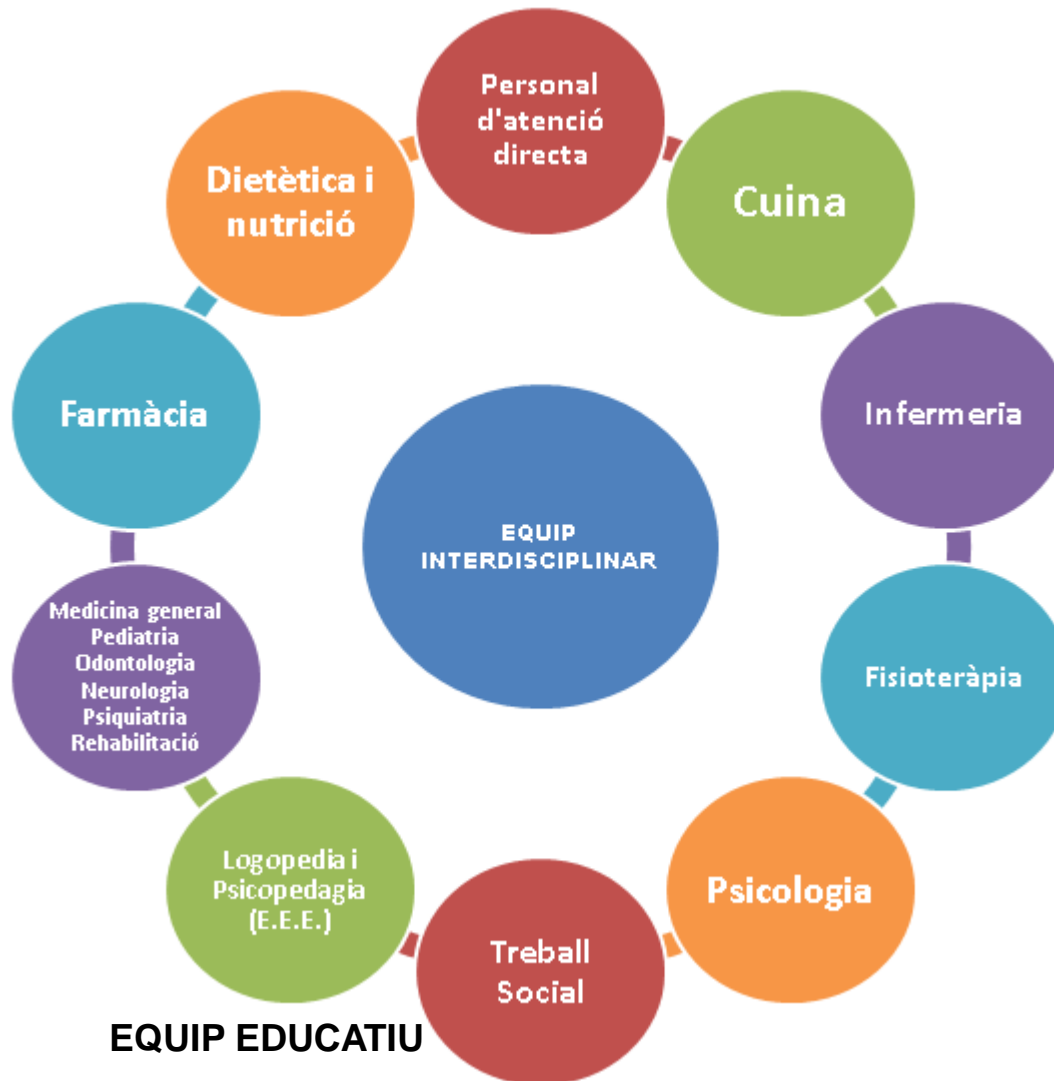 Personal
d'atenció
directa
Cuina
Infermeria
Fisioteràpia
Psicologia
Treball
Social
Logopedia i
Psicopedagia
(E.E.E.)
EQUIP EDUCATIU
Medicina general
Pediatria
Odontologia
Neurologia
Psiquiatria
Rehabilitació
Farmàcia
Dietètica i
nutrició
EQUIP
INTERDISCIPLINAR